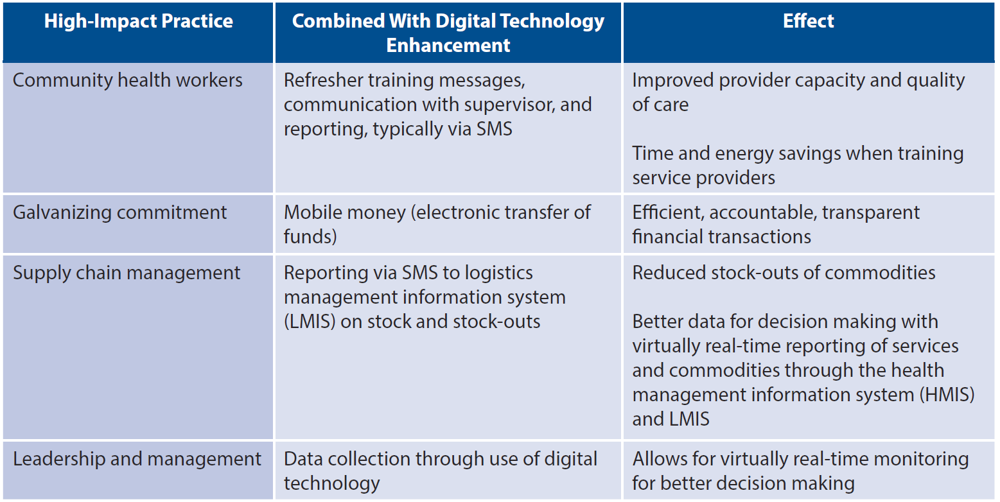 High-Impact Practice
Combined With Digital Technology
Enhancement
Effect
Community health workers
Refresher training messages,
communication with supervisor, and
reporting, typically via SMS
Improved provider capacity and quality
of care
Time and energy savings when training
service providers
Galvanizing commitment
Mobile money (electronic transfer of
funds)
Efficient, accountable, transparent
financial transactions
Supply chain management
Reporting via SMS to logistics
management information system
(LMIS) on stock and stock-outs
Reduced stock-outs of commodities
Better data for decision making with
virtually real-time reporting of services
and commodities through the health
management information system (HMIS)
and LMIS
Leadership and management
Data collection through use of digital
technology
Allows for virtually real-time monitoring
for better decision making